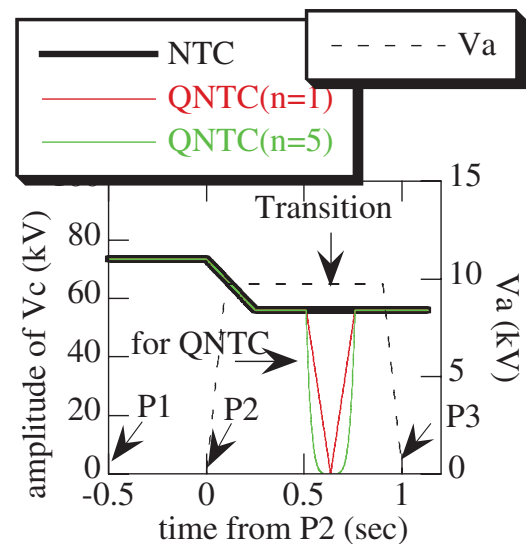 NTC
QNTC(n=1)
QNTC(n=5)
Va
100
80
60
40
20
0
amplitude of Vc (kV)
15
10
5
0
Va (kV)
Transition
for QNTC
P1
P2
P3
-0.5
0
0.5
1
time from P2 (sec)